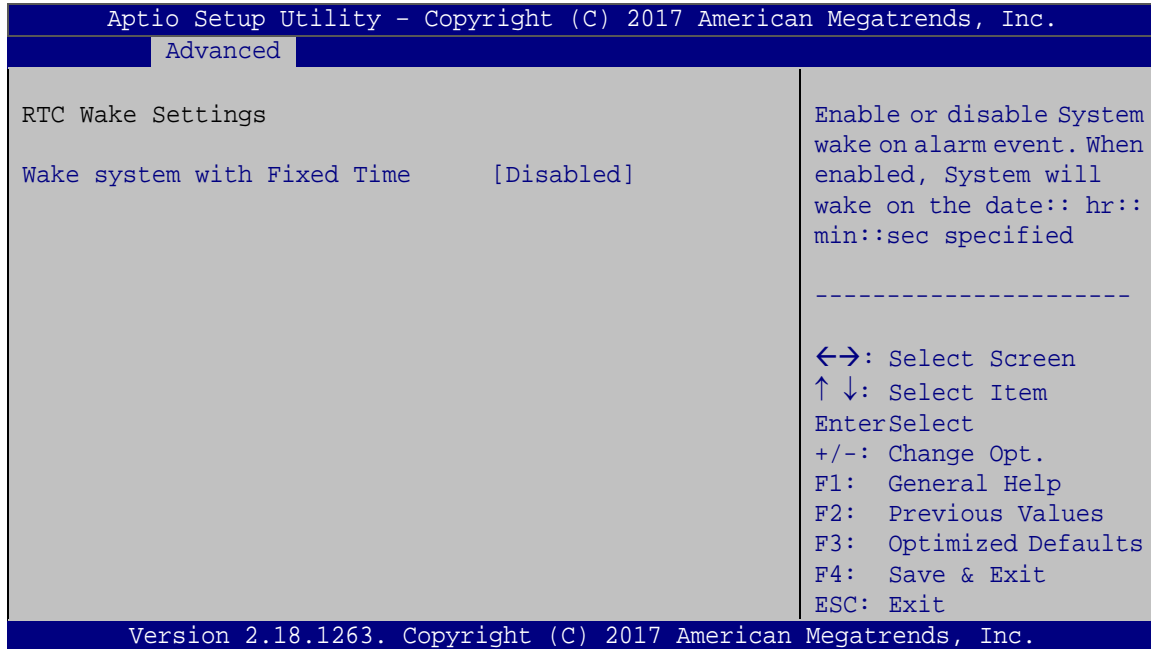 Aptio Setup Utility – Copyright (C) 2017 American Megatrends, Inc.
Advanced
RTC Wake Settings
Wake system with Fixed Time [Disabled]
Enable or disable System
wake on alarm event. When
enabled, System will
wake on the date:: hr::
min::sec specified
----------------------
←→: Select Screen
↑ ↓: Select Item
EnterSelect
+/-: Change Opt.
F1: General Help
F2: Previous Values
F3: Optimized Defaults
F4: Save & Exit
ESC: Exit
Version 2.18.1263. Copyright (C) 2017 American Megatrends, Inc.